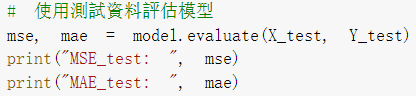 # 使用測試資料評估模型
mse, mae = model.evaluate(X_test, Y_test)
print("MSE_test: ", mse)
print("MAE_test: ", mae)